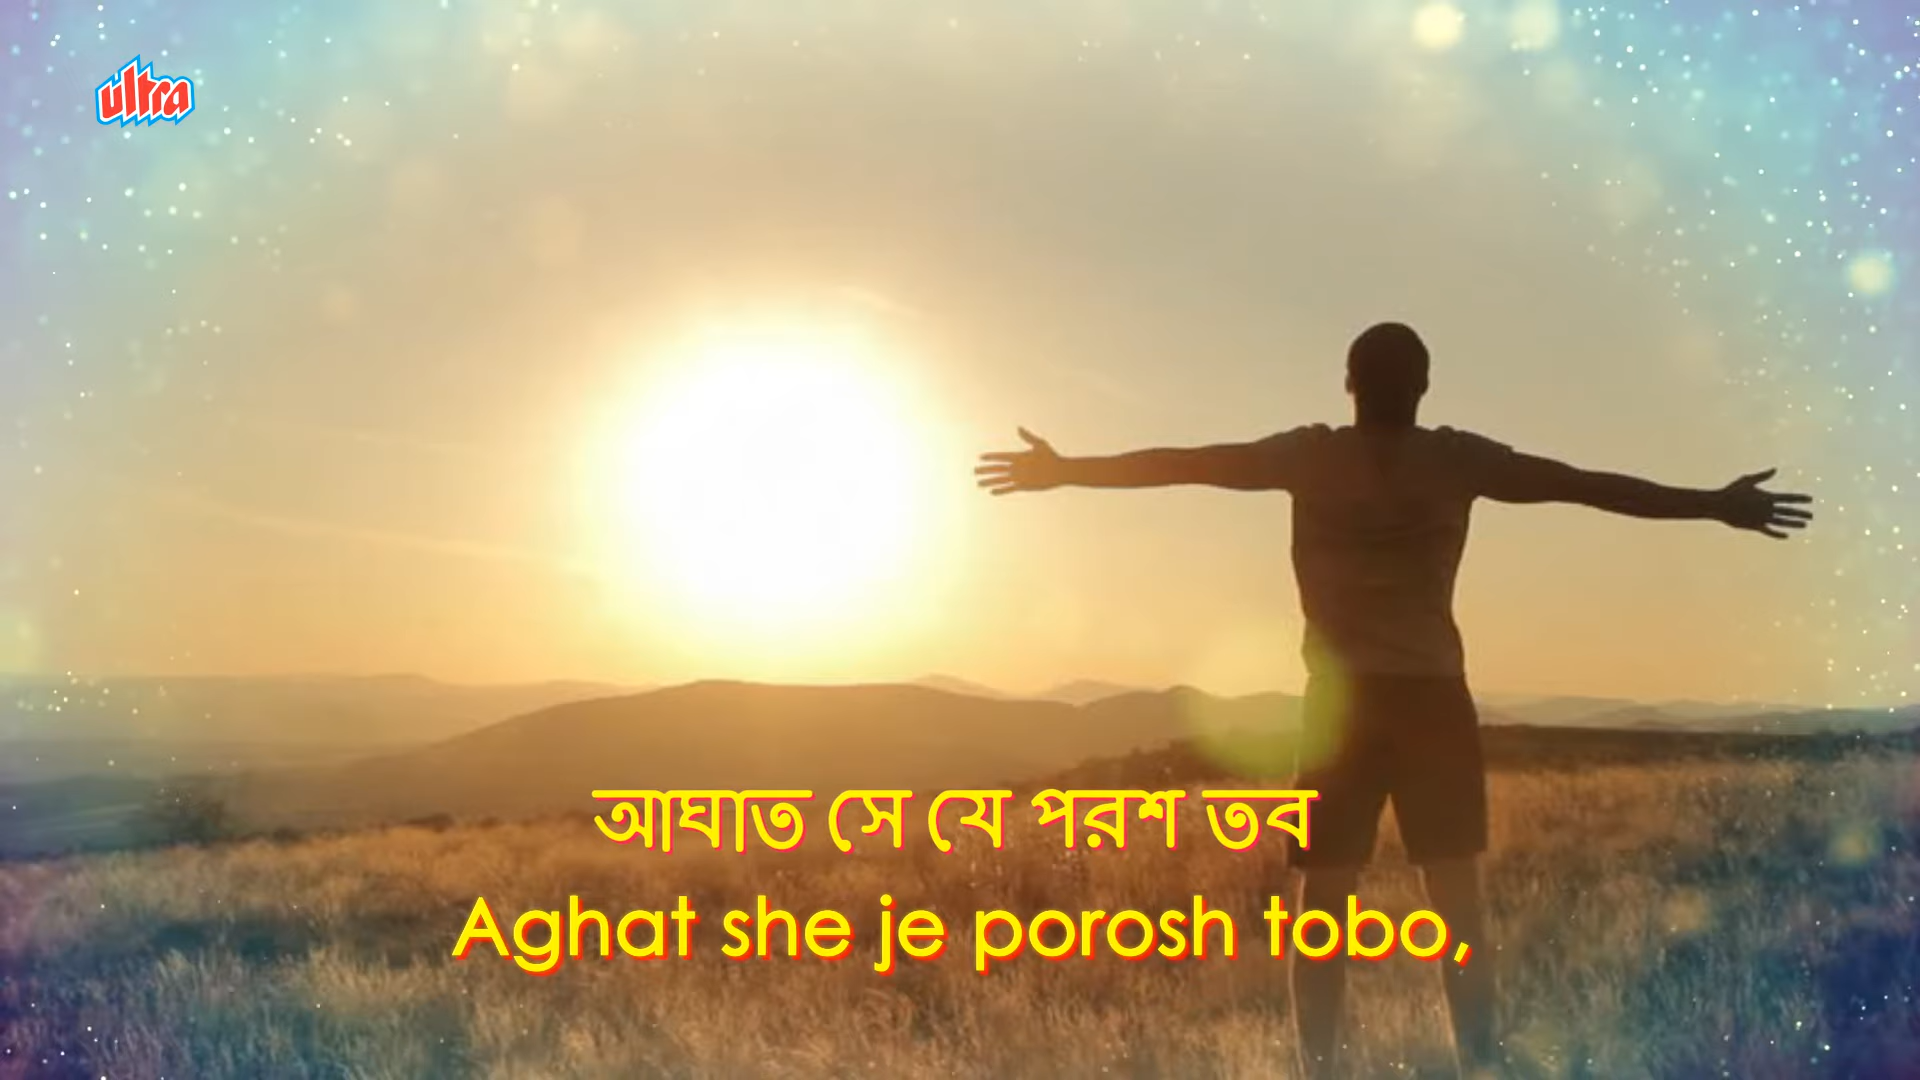 ultra
আঘাত সে যে পরশ তব
Aghat she je porosh tobo,